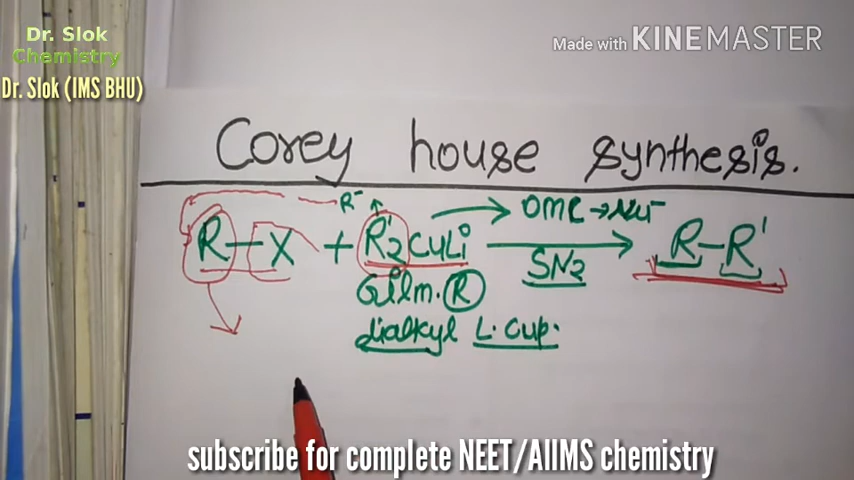 Dr. Slok
Chemistry
Dr. Slok (IMS BHU)
Made with KINEMASTER
Corey house synthesis.
R⁻ OMC → Nu⁻
R—X + R'₂CuLi → R-R'
SN2
Gilm. R
dialkyl L. Cup.
subscribe for complete NEET/AIIMS chemistry